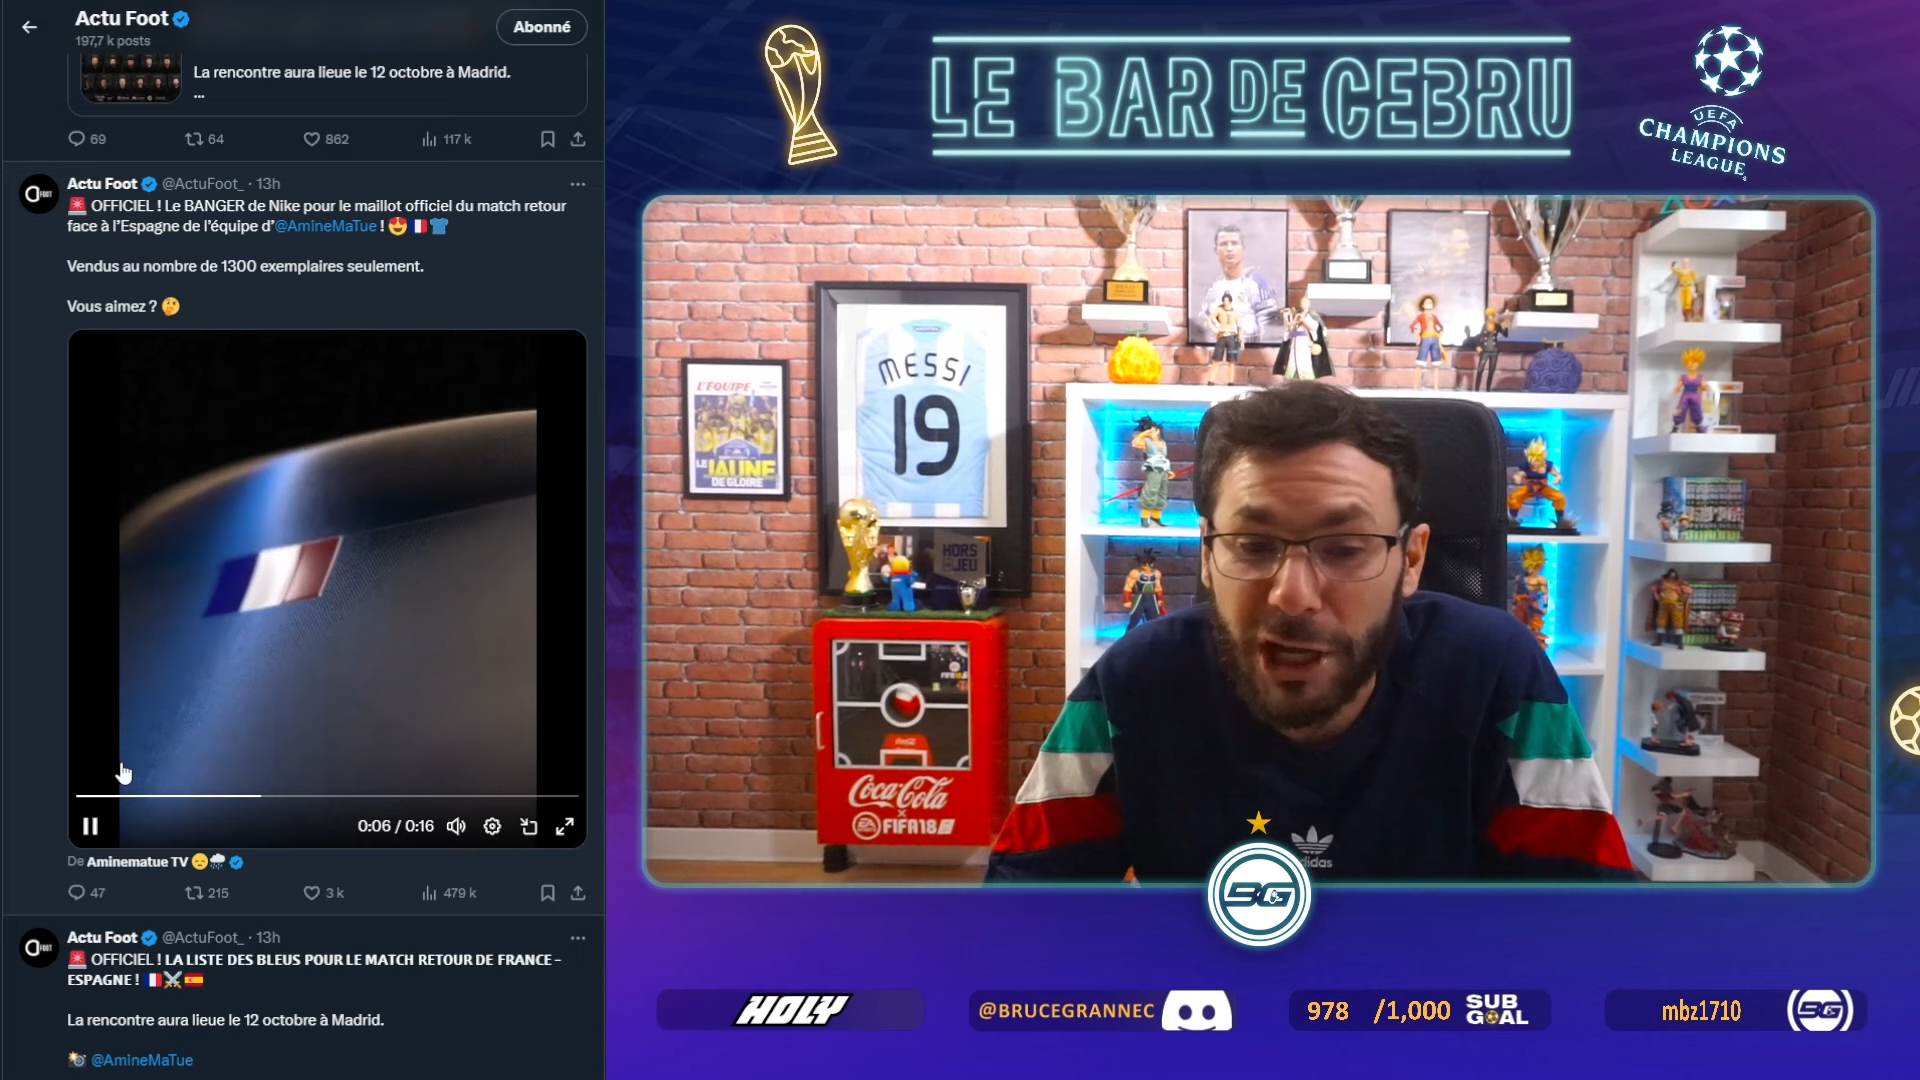 Actu Foot
197,7 k posts
Abonné
La rencontre aura lieue le 12 octobre à Madrid.
...
69 64 862 117 k
Actu Foot @ActuFoot_ · 13h
🚨 OFFICIEL ! Le BANGER de Nike pour le maillot officiel du match retour
face à l'Espagne de l'équipe d'@AmineMaTue ! 😍 🇫🇷👕
Vendus au nombre de 1300 exemplaires seulement.
Vous aimez ? 🤔
0:06 / 0:16
De Aminematue TV 😞🌧️
47 215 3 k 479 k
Actu Foot @ActuFoot_ · 13h
🚨 OFFICIEL ! LA LISTE DES BLEUS POUR LE MATCH RETOUR DE FRANCE –
ESPAGNE ! 🇫🇷⚔️🇪🇸
La rencontre aura lieue le 12 octobre à Madrid.
📸 @AmineMaTue
LE BAR DE CEBRU
UEFA
CHAMPIONS
LEAGUE
MESSI
19
L'ÉQUIPE
LE JAUNE
DE GLOIRE
HORS
JEU
Coca-Cola
x
EA FIFA18
adidas
BG
HOLY
@BRUCEGRANNEC
978 /1,000 SUB
GOAL
mbz1710
BG